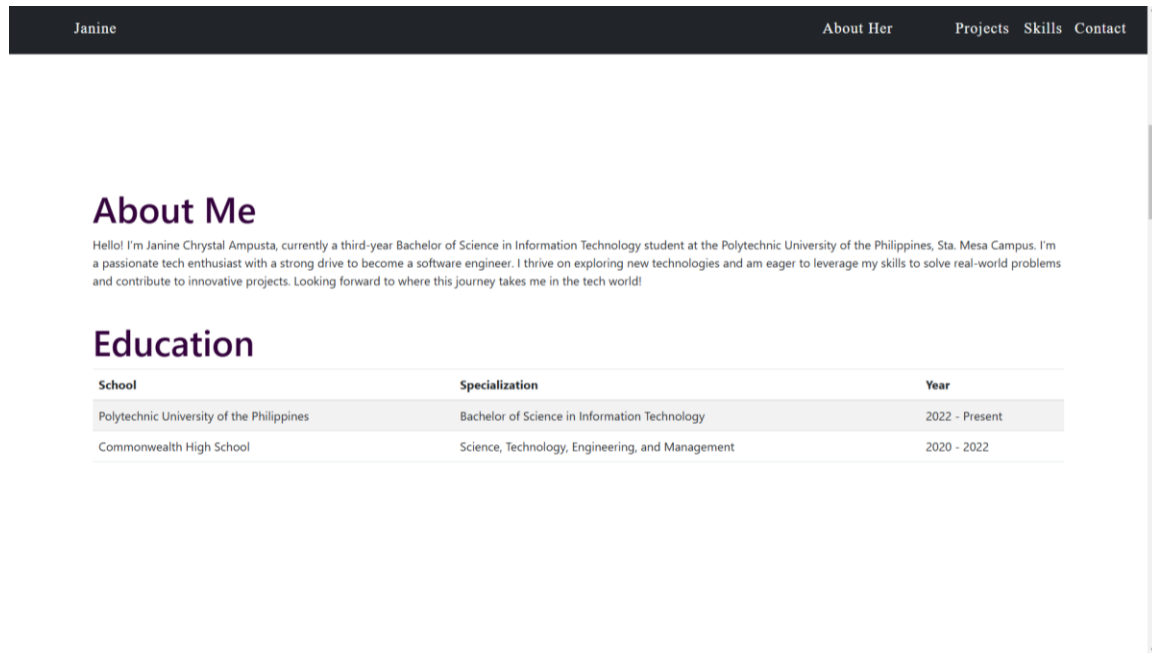 Janine About Her Projects Skills Contact
About Me
Hello! I'm Janine Chrystal Ampusta, currently a third-year Bachelor of Science in Information Technology student at the Polytechnic University of the Philippines, Sta. Mesa Campus. I'm
a passionate tech enthusiast with a strong drive to become a software engineer. I thrive on exploring new technologies and am eager to leverage my skills to solve real-world problems
and contribute to innovative projects. Looking forward to where this journey takes me in the tech world!
Education
School Specialization Year
Polytechnic University of the Philippines Bachelor of Science in Information Technology 2022 - Present
Commonwealth High School Science, Technology, Engineering, and Management 2020 - 2022